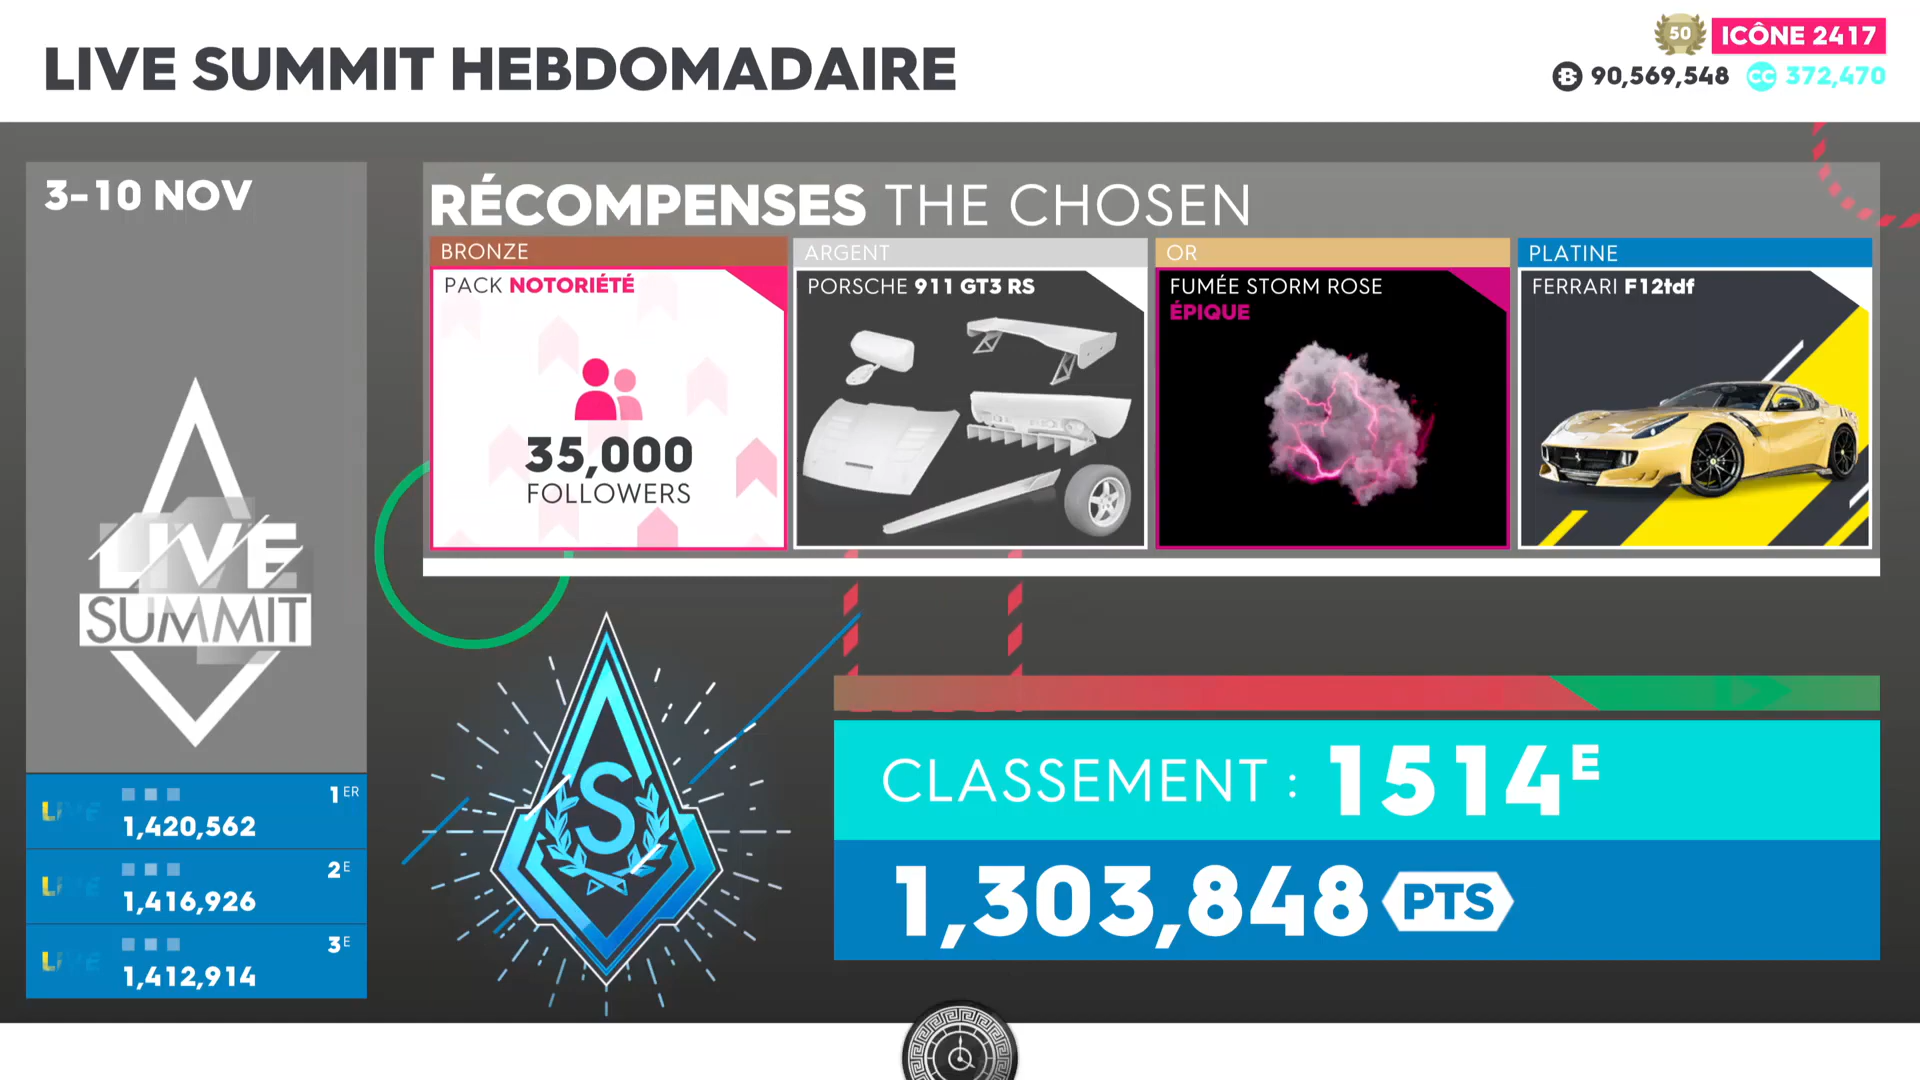 LIVE SUMMIT HEBDOMADAIRE
50
ICÔNE 2417
90,569,548
CC
372,470
3-10 NOV
LIVE
SUMMIT
1ER
1,420,562
2E
1,416,926
3E
1,412,914
RÉCOMPENSES THE CHOSEN
BRONZE
PACK NOTORIÉTÉ
35,000
FOLLOWERS
ARGENT
PORSCHE 911 GT3 RS
OR
FUMÉE STORM ROSE
ÉPIQUE
PLATINE
FERRARI F12tdf
S
CLASSEMENT : 1514E
1,303,848 PTS